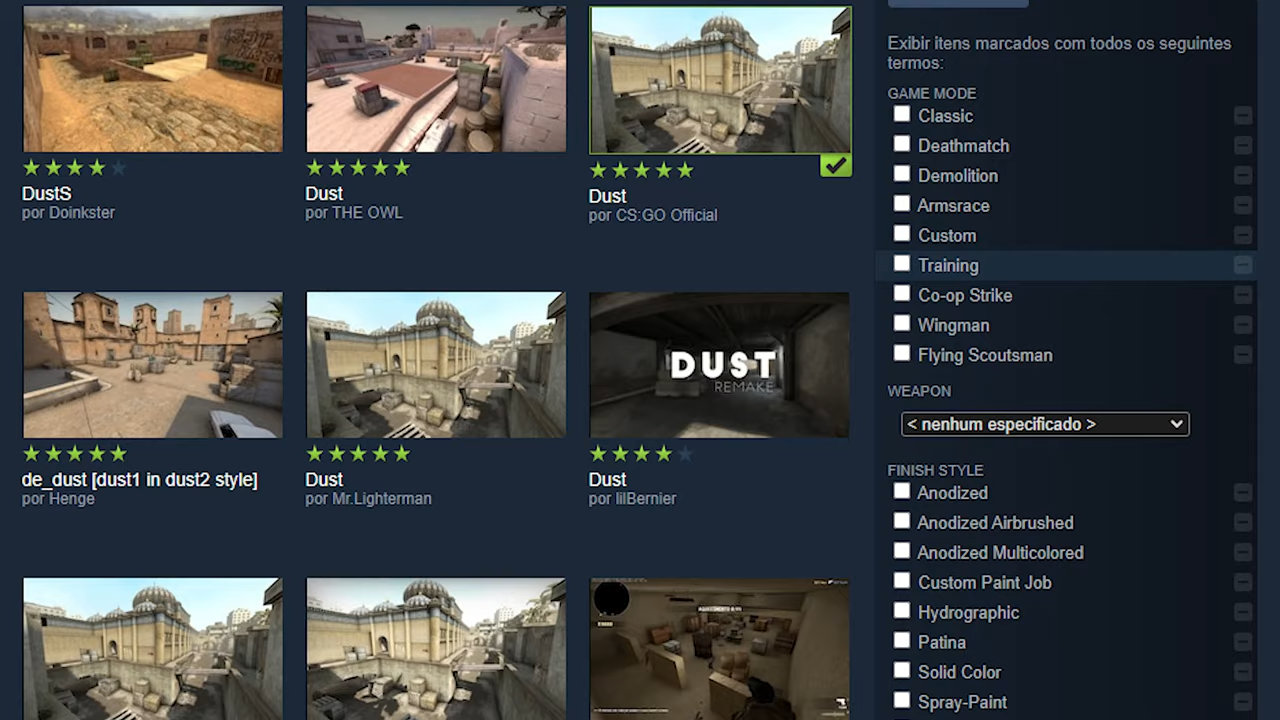 DustS
por Doinkster
Dust
por THE OWL
Dust
por CS:GO Official
de_dust [dust1 in dust2 style]
por Henge
Dust
por Mr.Lighterman
DUST
REMAKE
Dust
por lilBernier
Exibir itens marcados com todos os seguintes
termos:
GAME MODE
Classic
Deathmatch
Demolition
Armsrace
Custom
Training
Co-op Strike
Wingman
Flying Scoutsman
WEAPON
< nenhum especificado >
FINISH STYLE
Anodized
Anodized Airbrushed
Anodized Multicolored
Custom Paint Job
Hydrographic
Patina
Solid Color
Spray-Paint